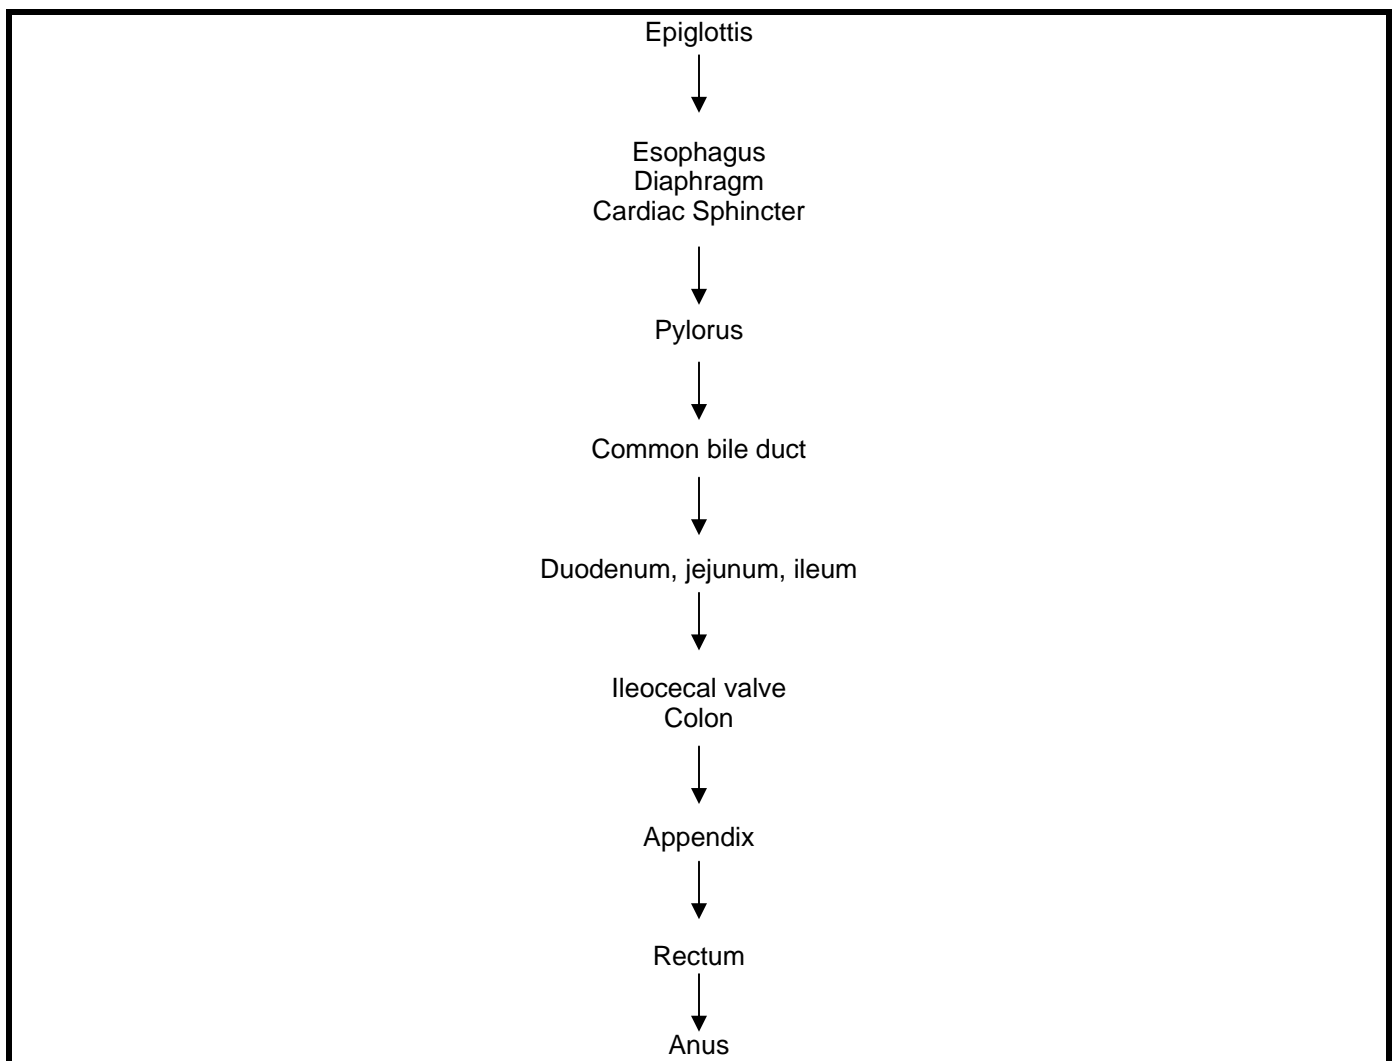 Epiglottis
Esophagus
Diaphragm
Cardiac Sphincter
Pylorus
Common bile duct
Duodenum, jejunum, ileum
Ileocecal valve
Colon
Appendix
Rectum
Anus